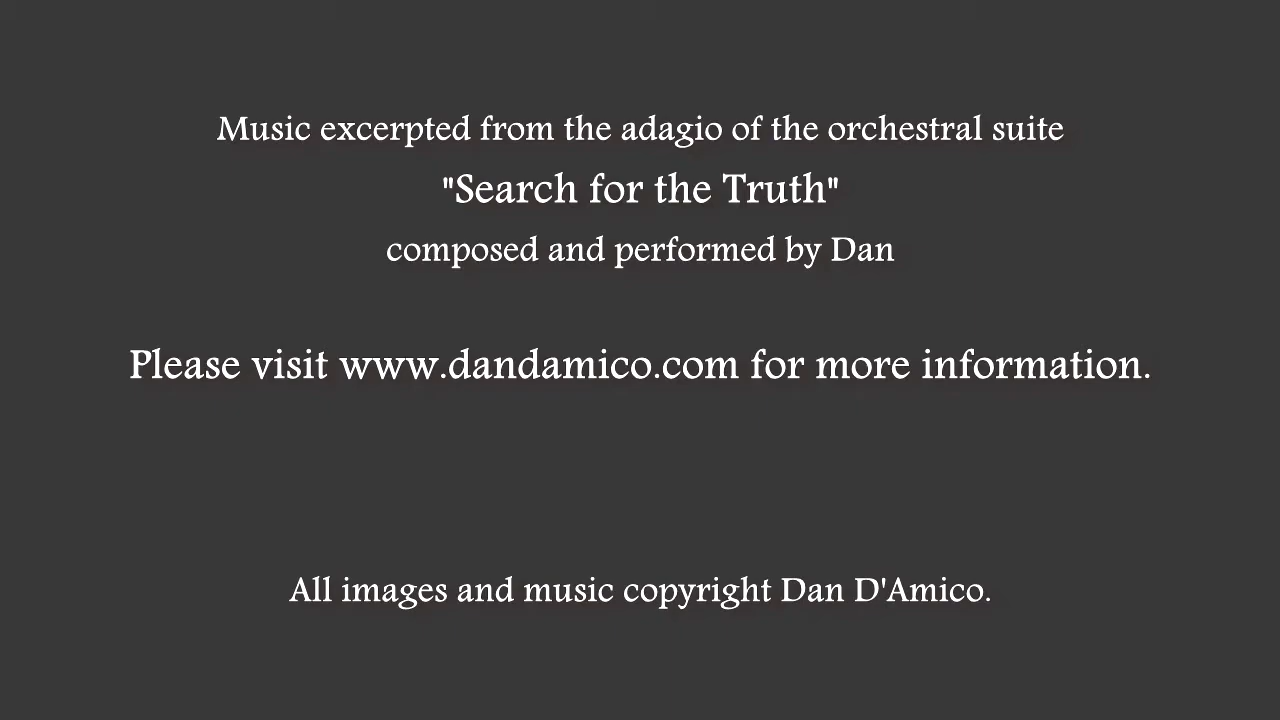 Music excerpted from the adagio of the orchestral suite
"Search for the Truth"
composed and performed by Dan
Please visit www.dandamico.com for more information.
All images and music copyright Dan D'Amico.